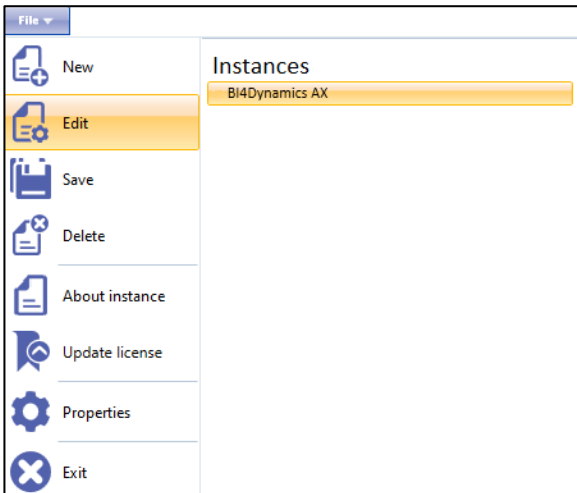 File
New
Edit
Save
Delete
About instance
Update license
Properties
Exit
Instances
BI4Dynamics AX